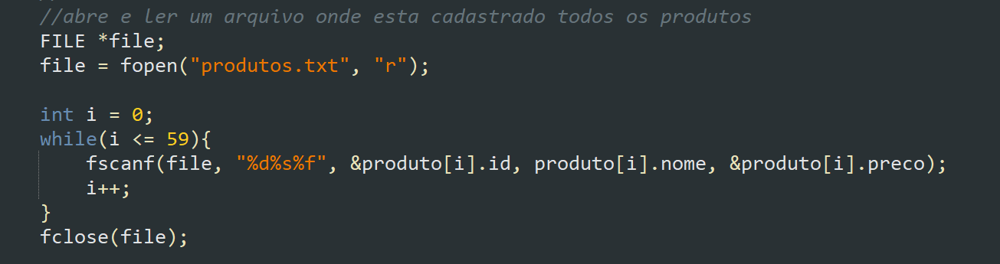 //abre e ler um arquivo onde esta cadastrado todos os produtos
FILE *file;
file = fopen("produtos.txt", "r");
int i = 0;
while(i <= 59){
fscanf(file, "%d%s%f", &produto[i].id, produto[i].nome, &produto[i].preco);
i++;
}
fclose(file);